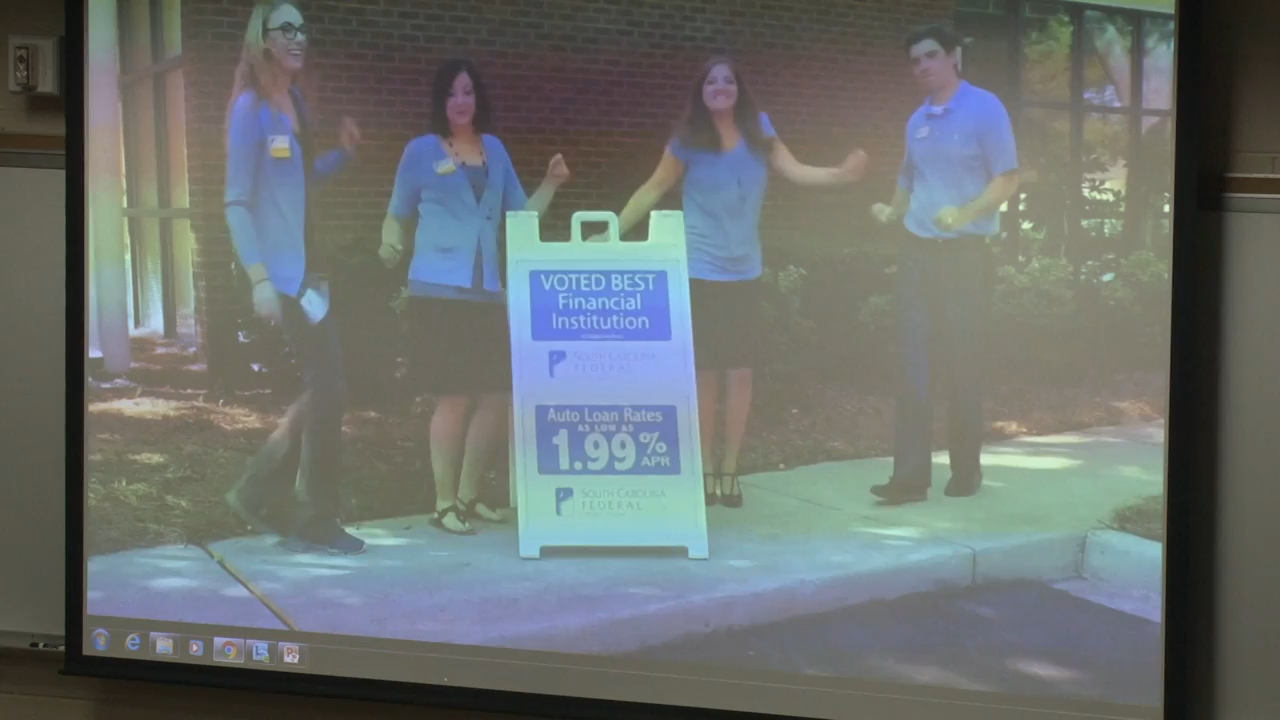 VOTED BEST
Financial
Institution
SOUTH CAROLINA
FEDERAL
Auto Loan Rates
AS LOW AS
1.99%
APR
SOUTH CAROLINA
FEDERAL